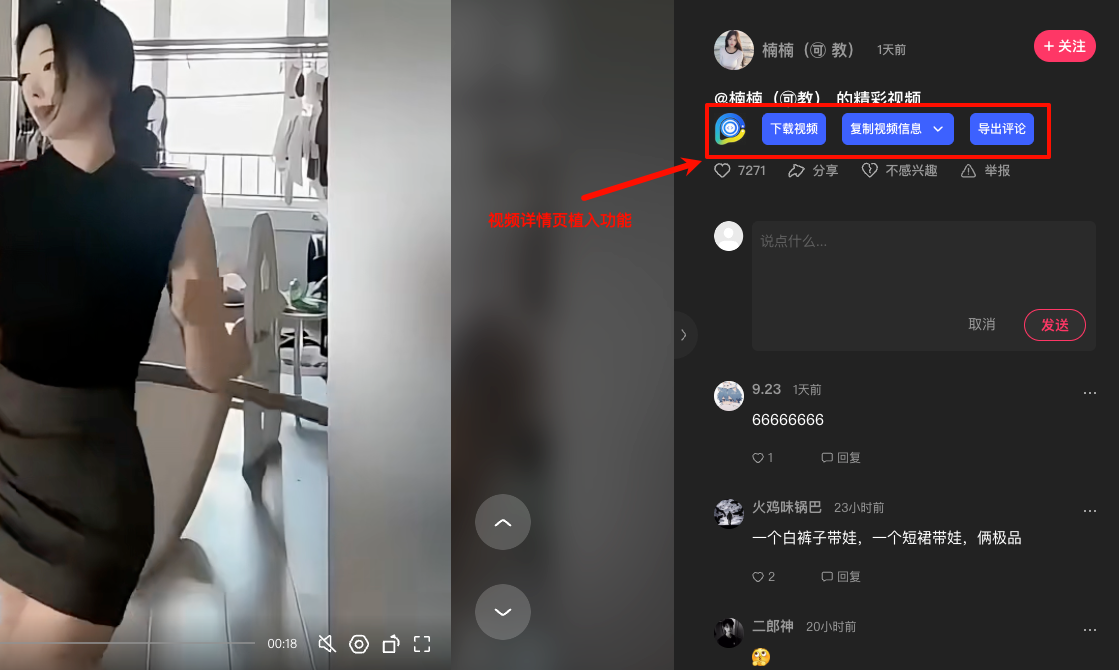 楠楠（🉑 教） 1天前
+ 关注
@楠楠（🉑教） 的精彩视频
下载视频 复制视频信息 导出评论
7271 分享 不感兴趣 举报
视频详情页植入功能
说点什么...
取消 发送
9.23 1天前
...
66666666
1 回复
火鸡味锅巴 23小时前
...
一个白裤子带娃，一个短裙带娃，俩极品
2 回复
二郎神 20小时前
...
🤔
00:18